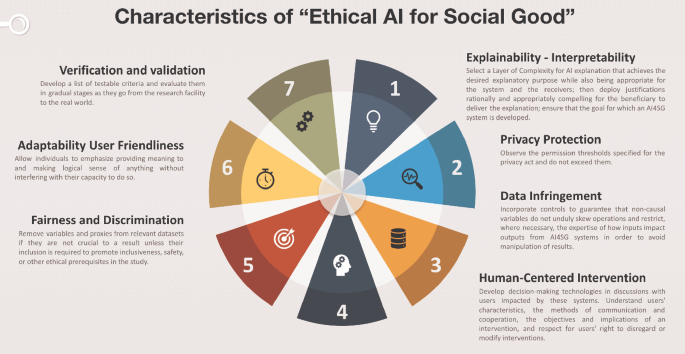 Characteristics of “Ethical AI for Social Good”
Verification and validation
Develop a list of testable criteria and evaluate them
in gradual stages as they go from the research facility
to the real world.
Adaptability User Friendliness
Allow individuals to emphasize providing meaning to
and making logical sense of anything without
interfering with their capacity to do so.
Fairness and Discrimination
Remove variables and proxies from relevant datasets
if they are not crucial to a result unless their
inclusion is required to promote inclusiveness, safety,
or other ethical prerequisites in the study.
7
1
6
2
5
3
4
Explainability - Interpretability
Select a Layer of Complexity for AI explanation that achieves the
desired explanatory purpose while also being appropriate for
the system and the receivers; then deploy justifications
rationally and appropriately compelling for the beneficiary to
deliver the explanation; ensure that the goal for which an AI4SG
system is developed.
Privacy Protection
Observe the permission thresholds specified for the
privacy act and do not exceed them.
Data Infringement
Incorporate controls to guarantee that non-causal
variables do not unduly skew operations and restrict,
where necessary, the expertise of how inputs impact
outputs from AI4SG systems in order to avoid
manipulation of results.
Human-Centered Intervention
Develop decision-making technologies in discussions with
users impacted by these systems. Understand users'
characteristics, the methods of communication and
cooperation, the objectives and implications of an
intervention, and respect for users' right to disregard or
modify interventions.